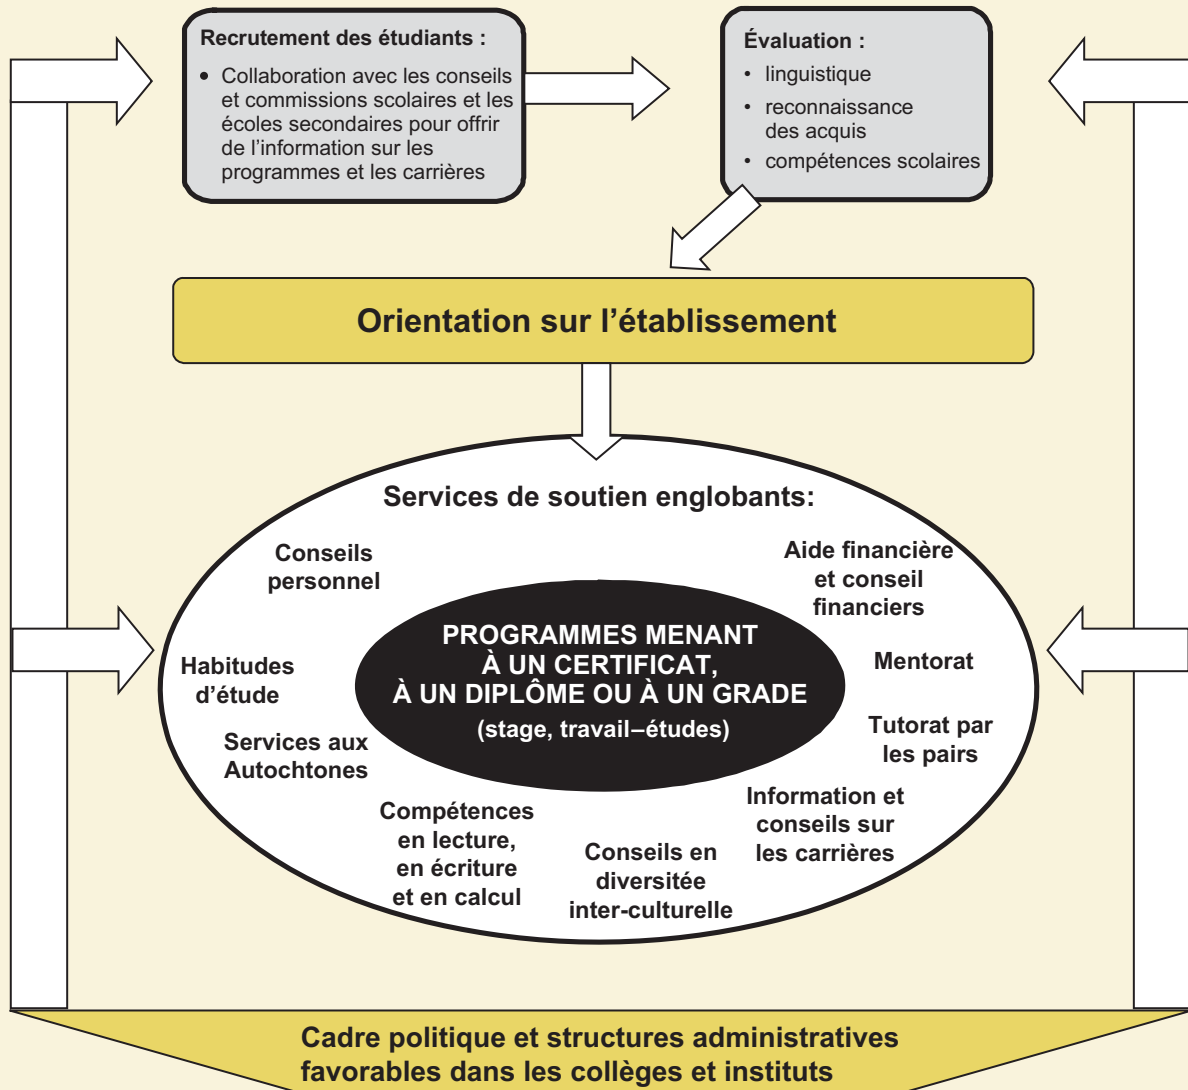 Recrutement des étudiants :
• Collaboration avec les conseils
et commissions scolaires et les
écoles secondaires pour offrir
de l’information sur les
programmes et les carrières
Évaluation :
• linguistique
• reconnaissance
des acquis
• compétences scolaires
Orientation sur l’établissement
Services de soutien englobants:
Conseils
personnel
Aide financière
et conseil
financiers
PROGRAMMES MENANT
À UN CERTIFICAT,
À UN DIPLÔME OU À UN GRADE
(stage, travail–études)
Habitudes
d’étude
Mentorat
Services aux
Autochtones
Tutorat par
les pairs
Compétences
en lecture,
en écriture
et en calcul
Conseils en
diversitée
inter-culturelle
Information et
conseils sur
les carrières
Cadre politique et structures administratives
favorables dans les collèges et instituts